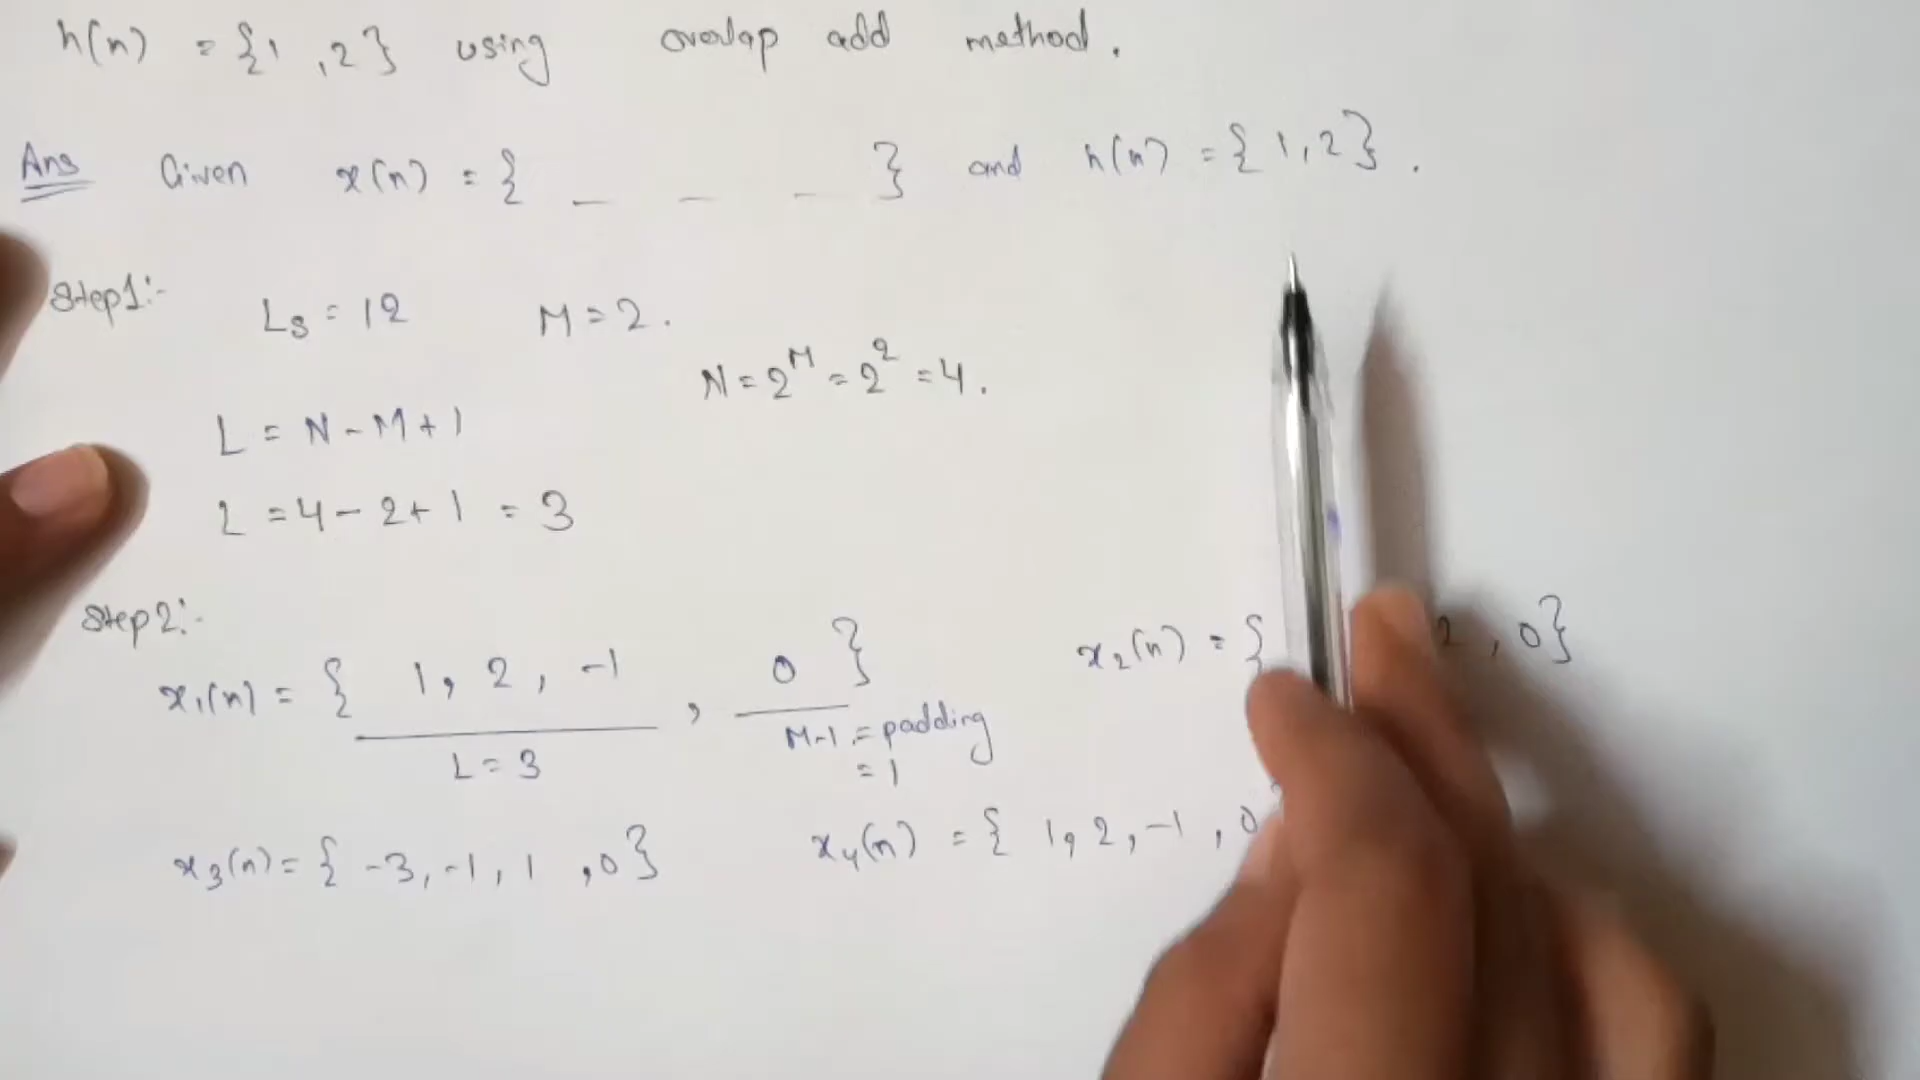 h(n) = {1, 2} using overlap add method.
Ans Given x(n) = { _ _ _ } and h(n) = {1, 2}.
Step1:-
Ls = 12 M = 2.
N = 2^M = 2^2 = 4.
L = N - M + 1
L = 4 - 2 + 1 = 3
Step2:-
x1(n) = { 1, 2, -1, 0 } x2(n) = { 2, 0}
L = 3 M-1 = padding
= 1
x3(n) = { -3, -1, 1, 0} x4(n) = { 1, 2, -1, 0